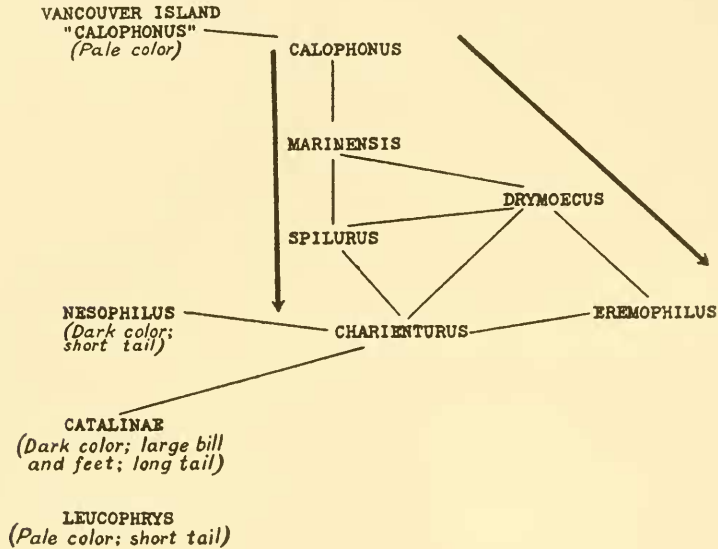 VANCOUVER ISLAND
"CALOPHONUS"
(Pale color)
CALOPHONUS
MARINENSIS
DRYMOECUS
SPILURUS
NESOPHILUS
(Dark color;
short tail)
CHARIENTURUS
EREMOPHILUS
CATALINAE
(Dark color; large bill
and feet; long tail)
LEUCOPHRYS
(Pale color; short tail)